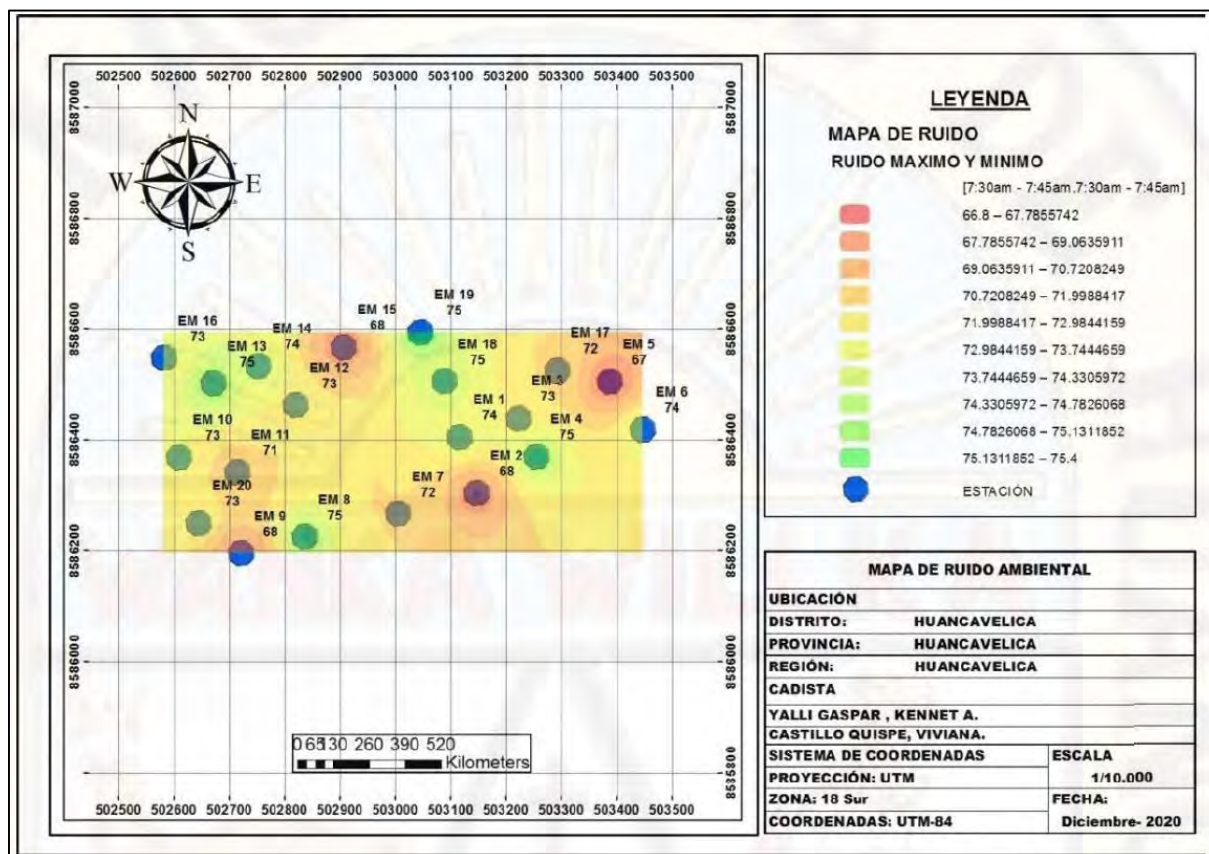 502500 502600 502700 502800 502900 503000 503100 503200 503300 503400 503500
8587000
8586800
8586600
8586400
8586200
8586000
8585800
8587000
8586800
8586600
8586400
8586200
8586000
N
W E
S
EM 19
75
EM 15
68
EM 16
73
EM 14
74
EM 17
72
EM 18
75
EM 5
67
EM 13
75
EM 12
73
EM 3
73
EM 6
74
EM 1
74
EM 10
73
EM 4
75
EM 11
71
EM 2
68
EM 7
72
EM 20
73
EM 8
75
EM 9
68
0 65 130 260 390 520
Kilometers
502500 502600 502700 502800 502900 503000 503100 503200 503300 503400 503500
LEYENDA
MAPA DE RUIDO
RUIDO MAXIMO Y MINIMO
[7:30am - 7:45am.7:30am - 7:45am]
66.8 – 67.7855742
67.7855742 – 69.0635911
69.0635911 – 70.7208249
70.7208249 – 71.9988417
71.9988417 – 72.9844159
72.9844159 – 73.7444659
73.7444659 – 74.3305972
74.3305972 – 74.7826068
74.7826068 – 75.1311852
75.1311852 – 75.4
ESTACIÓN
MAPA DE RUIDO AMBIENTAL
UBICACIÓN
DISTRITO: HUANCAVELICA
PROVINCIA: HUANCAVELICA
REGIÓN: HUANCAVELICA
CADISTA
YALLI GASPAR , KENNET A.
CASTILLO QUISPE, VIVIANA.
SISTEMA DE COORDENADAS ESCALA
PROYECCIÓN: UTM 1/10.000
ZONA: 18 Sur FECHA:
COORDENADAS: UTM-84 Diciembre- 2020